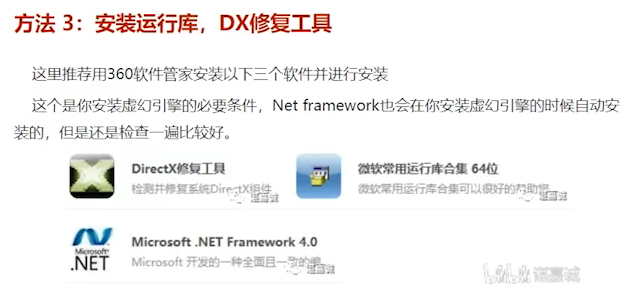 方法 3：安装运行库，DX修复工具
这里推荐用360软件管家安装以下三个软件并进行安装
这个是你安装虚幻引擎的必要条件，Net framework也会在你安装虚幻引擎的时候自动安
装的，但是还是检查一遍比较好。
DirectX修复工具
检测并修复系统DirectX组件
微软常用运行库合集 64位
微软常用运行库合集可以很好的帮助您
Microsoft
.NET
Microsoft .NET Framework 4.0
Microsoft 开发的一种全面且一致的编
bilibili